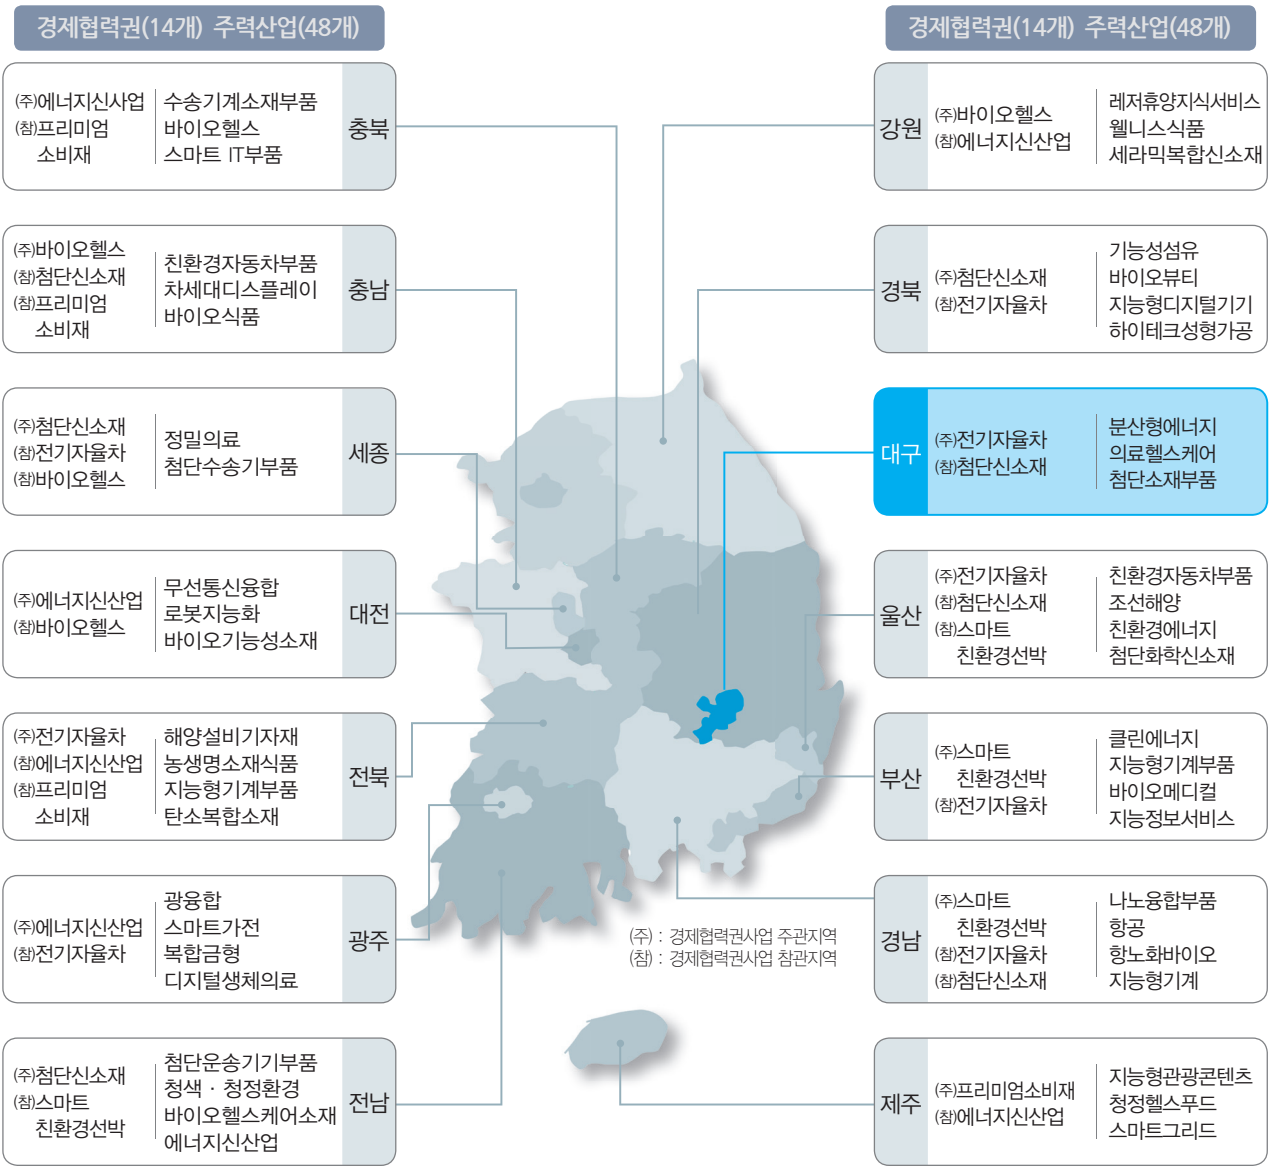 경제협력권(14개) 주력산업(48개)
(주)에너지신사업
(참)프리미엄
소비재
수송기계소재부품
바이오헬스
스마트 IT부품
충북
(주)바이오헬스
(참)첨단신소재
(참)프리미엄
소비재
친환경자동차부품
차세대디스플레이
바이오식품
충남
(주)첨단신소재
(참)전기자율차
(참)바이오헬스
정밀의료
첨단수송기부품
세종
(주)에너지신산업
(참)바이오헬스
무선통신융합
로봇지능화
바이오기능성소재
대전
(주)전기자율차
(참)에너지신산업
(참)프리미엄
소비재
해양설비기자재
농생명소재식품
지능형기계부품
탄소복합소재
전북
(주)에너지신산업
(참)전기자율차
광융합
스마트가전
복합금형
디지털생체의료
광주
(주)첨단신소재
(참)스마트
친환경선박
첨단운송기기부품
청색 · 청정환경
바이오헬스케어소재
에너지신산업
전남
경제협력권(14개) 주력산업(48개)
강원
(주)바이오헬스
(참)에너지신산업
레저휴양지식서비스
웰니스식품
세라믹복합신소재
경북
(주)첨단신소재
(참)전기자율차
기능성섬유
바이오뷰티
지능형디지털기기
하이테크성형가공
대구
(주)전기자율차
(참)첨단신소재
분산형에너지
의료헬스케어
첨단소재부품
울산
(주)전기자율차
(참)첨단신소재
(참)스마트
친환경선박
친환경자동차부품
조선해양
친환경에너지
첨단화학신소재
부산
(주)스마트
친환경선박
(참)전기자율차
클린에너지
지능형기계부품
바이오메디컬
지능정보서비스
경남
(주)스마트
친환경선박
(참)전기자율차
(참)첨단신소재
나노융합부품
항공
항노화바이오
지능형기계
제주
(주)프리미엄소비재
(참)에너지신산업
지능형관광콘텐츠
청정헬스푸드
스마트그리드
(주) : 경제협력권사업 주관지역
(참) : 경제협력권사업 참관지역